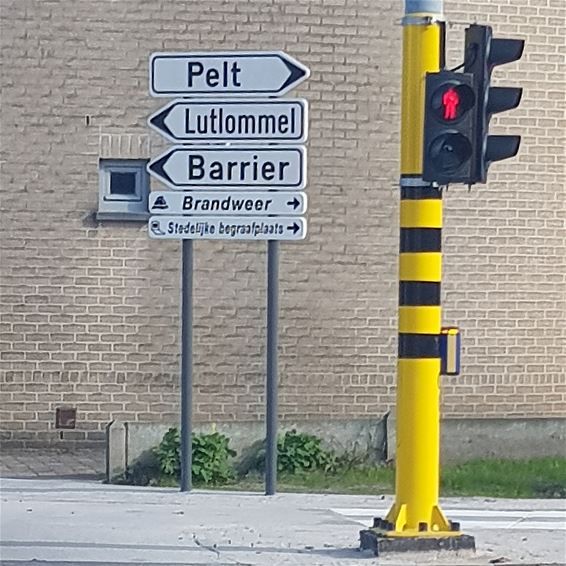 Pelt
Lutlommel
Barrier
Brandweer
Stedelijke begraafplaats